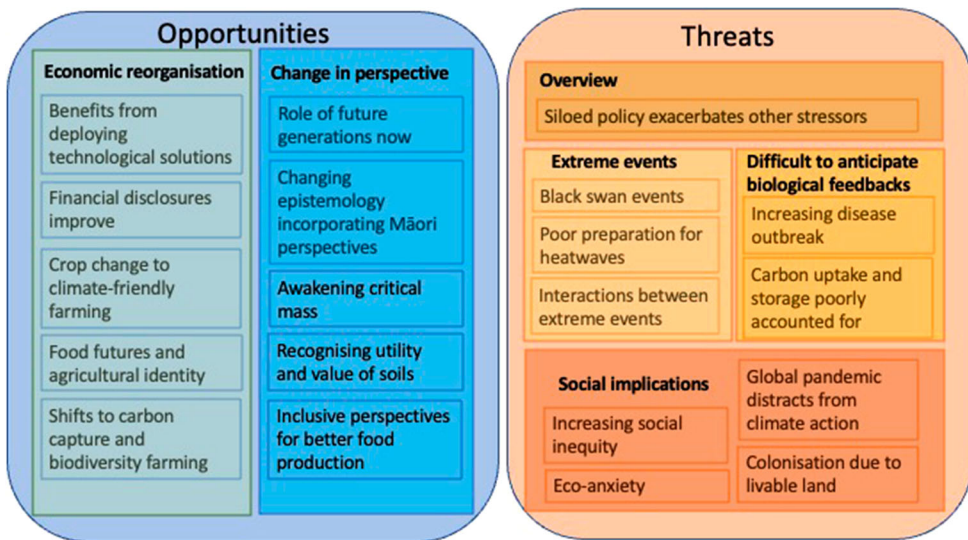 Opportunities
Economic reorganisation
Benefits from
deploying
technological solutions
Financial disclosures
improve
Crop change to
climate-friendly
farming
Food futures and
agricultural identity
Shifts to carbon
capture and
biodiversity farming
Change in perspective
Role of future
generations now
Changing
epistemology
incorporating Māori
perspectives
Awakening critical
mass
Recognising utility
and value of soils
Inclusive perspectives
for better food
production
Threats
Overview
Siloed policy exacerbates other stressors
Extreme events
Black swan events
Poor preparation for
heatwaves
Interactions between
extreme events
Difficult to anticipate
biological feedbacks
Increasing disease
outbreak
Carbon uptake and
storage poorly
accounted for
Social implications
Increasing social
inequity
Eco-anxiety
Global pandemic
distracts from
climate action
Colonisation due to
livable land